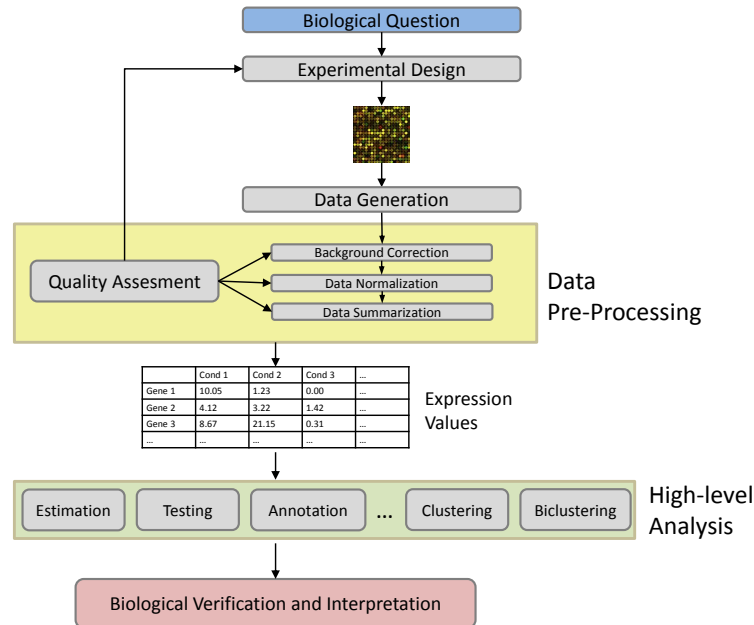 Biological Question
Experimental Design
Data Generation
Background Correction
Quality Assesment
Data Normalization
Data Summarization
Data
Pre-Processing
Cond 1 Cond 2 Cond 3 ...
Gene 1 10.05 1.23 0.00 ...
Gene 2 4.12 3.22 1.42 ...
Gene 3 8.67 21.15 0.31 ...
... ... ... ...
Expression
Values
Estimation Testing Annotation ... Clustering Biclustering
High-level
Analysis
Biological Verification and Interpretation